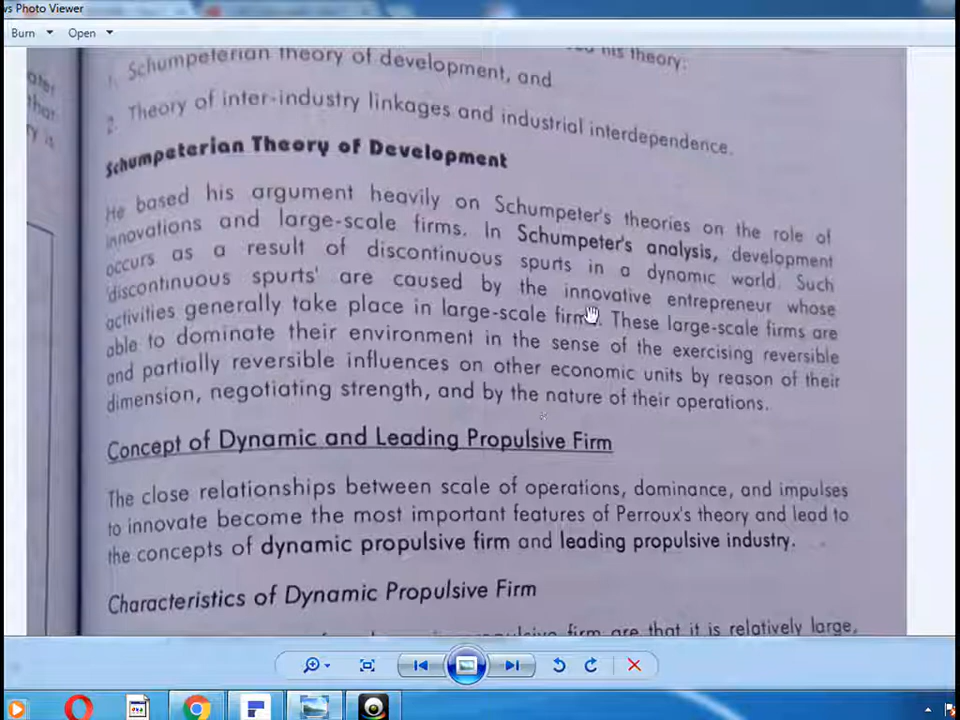 ws Photo Viewer
Burn Open
his theory:
1. Schumpeterian theory of development, and
2. Theory of inter-industry linkages and industrial interdependence.
Schumpeterian Theory of Development
He based his argument heavily on Schumpeter's theories on the role of
innovations and large-scale firms. In Schumpeter's analysis, development
occurs as a result of discontinuous spurts in a dynamic world. Such
'discontinuous spurts' are caused by the innovative entrepreneur whose
activities generally take place in large-scale firms. These large-scale firms are
able to dominate their environment in the sense of the exercising reversible
and partially reversible influences on other economic units by reason of their
dimension, negotiating strength, and by the nature of their operations.
Concept of Dynamic and Leading Propulsive Firm
The close relationships between scale of operations, dominance, and impulses
to innovate become the most important features of Perroux's theory and lead to
the concepts of dynamic propulsive firm and leading propulsive industry.
Characteristics of Dynamic Propulsive Firm
firm are that it is relatively large,